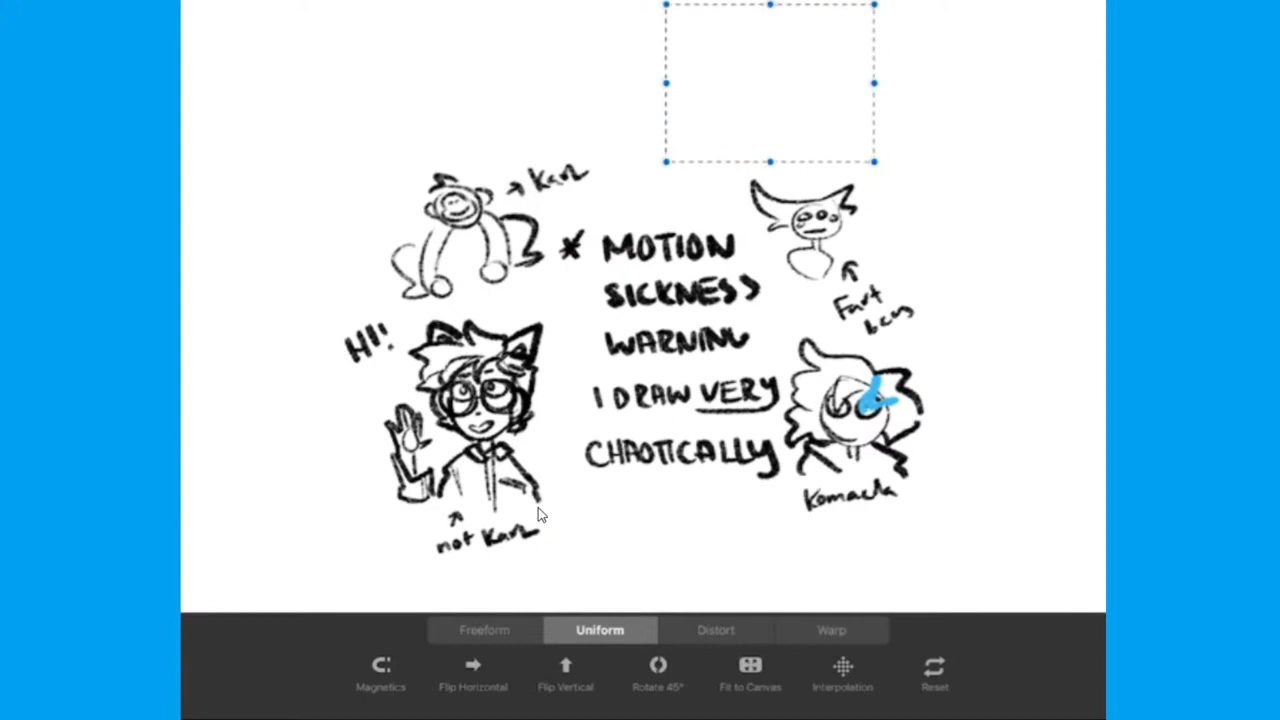 → Karl
* MOTION
SICKNESS
WARNING
I DRAW VERY
CHAOTICALLY
HI!!
Fart
not Karl
Freeform
Uniform
Distort
Warp
Magnetics
Flip Horizontal
Flip Vertical
Rotate 45°
Fit to Canvas
Interpolation
Reset